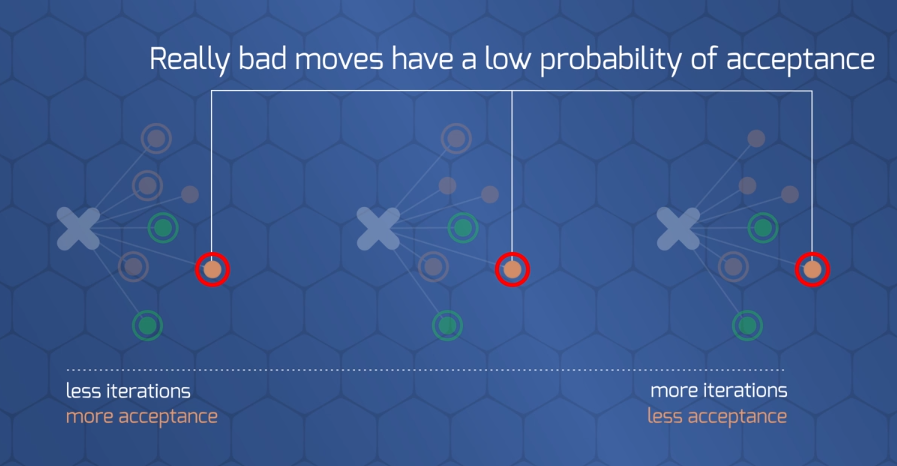 Really bad moves have a low probability of acceptance
less iterations
more acceptance
more iterations
less acceptance